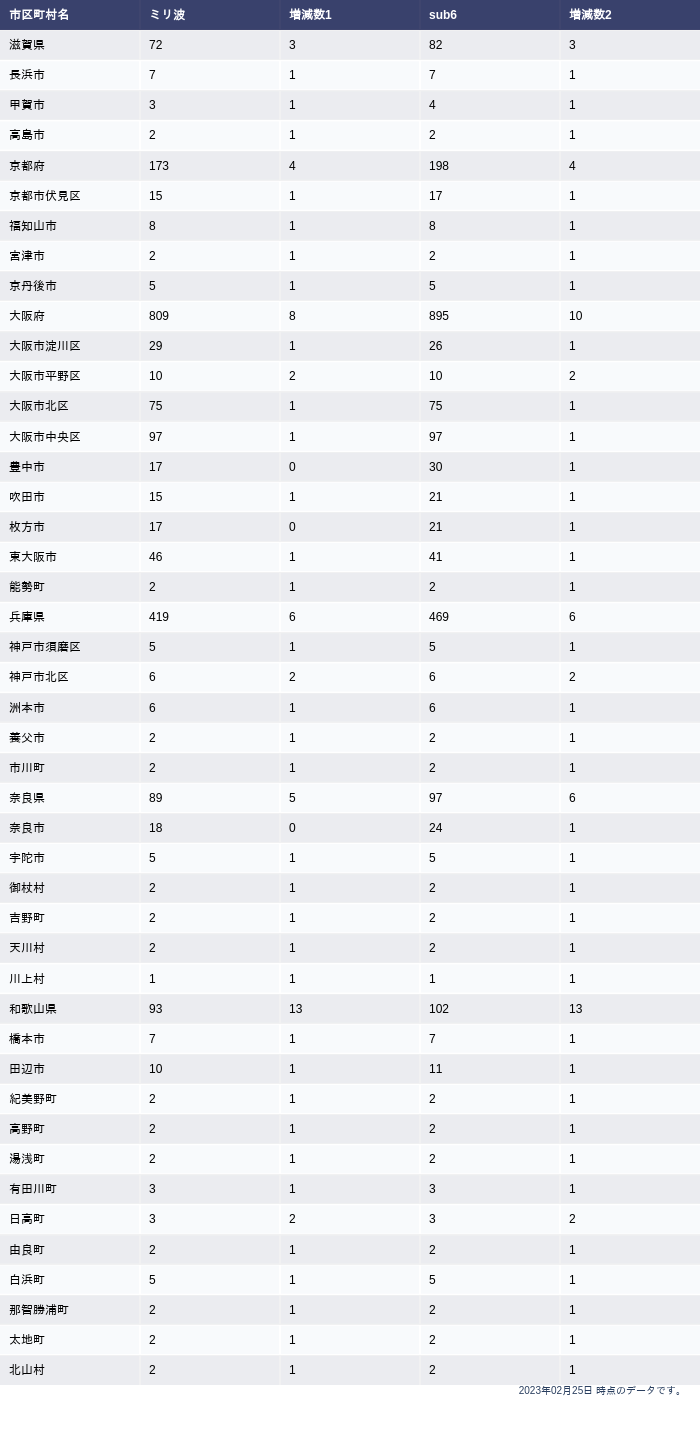 市区町村名 ミリ波 増減数1 sub6 増減数2
滋賀県 72 3 82 3
長浜市 7 1 7 1
甲賀市 3 1 4 1
高島市 2 1 2 1
京都府 173 4 198 4
京都市伏見区 15 1 17 1
福知山市 8 1 8 1
宮津市 2 1 2 1
京丹後市 5 1 5 1
大阪府 809 8 895 10
大阪市淀川区 29 1 26 1
大阪市平野区 10 2 10 2
大阪市北区 75 1 75 1
大阪市中央区 97 1 97 1
豊中市 17 0 30 1
吹田市 15 1 21 1
枚方市 17 0 21 1
東大阪市 46 1 41 1
能勢町 2 1 2 1
兵庫県 419 6 469 6
神戸市須磨区 5 1 5 1
神戸市北区 6 2 6 2
洲本市 6 1 6 1
養父市 2 1 2 1
市川町 2 1 2 1
奈良県 89 5 97 6
奈良市 18 0 24 1
宇陀市 5 1 5 1
御杖村 2 1 2 1
吉野町 2 1 2 1
天川村 2 1 2 1
川上村 1 1 1 1
和歌山県 93 13 102 13
橋本市 7 1 7 1
田辺市 10 1 11 1
紀美野町 2 1 2 1
高野町 2 1 2 1
湯浅町 2 1 2 1
有田川町 3 1 3 1
日高町 3 2 3 2
由良町 2 1 2 1
白浜町 5 1 5 1
那智勝浦町 2 1 2 1
太地町 2 1 2 1
北山村 2 1 2 1
2023年02月25日 時点のデータです。